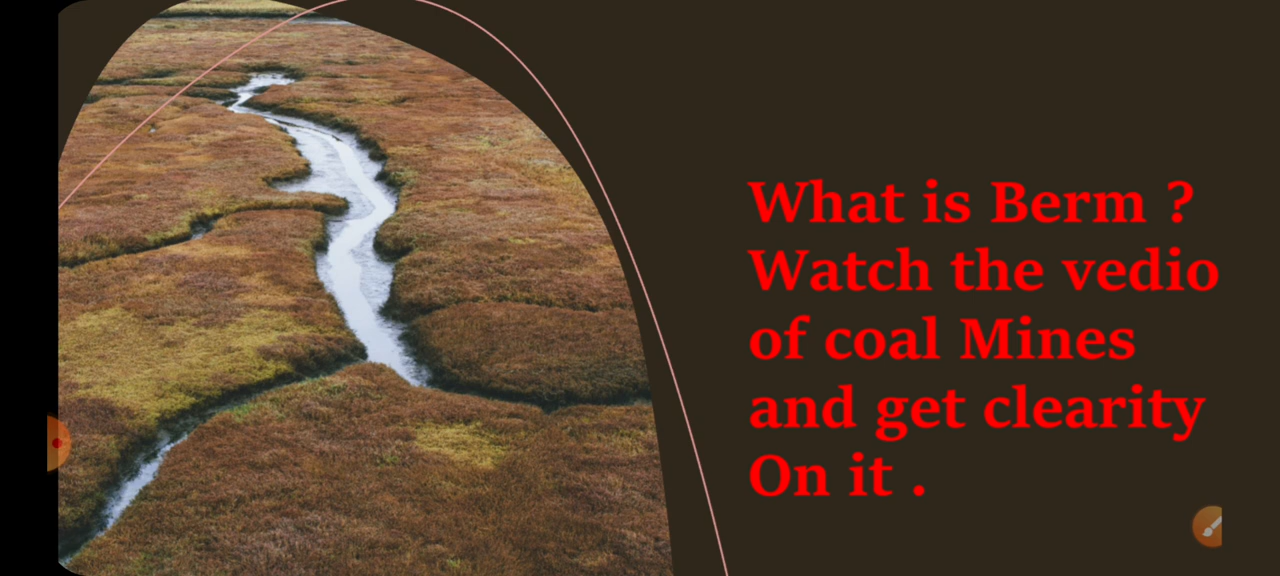 What is Berm ?
Watch the vedio
of coal Mines
and get clearity
On it .